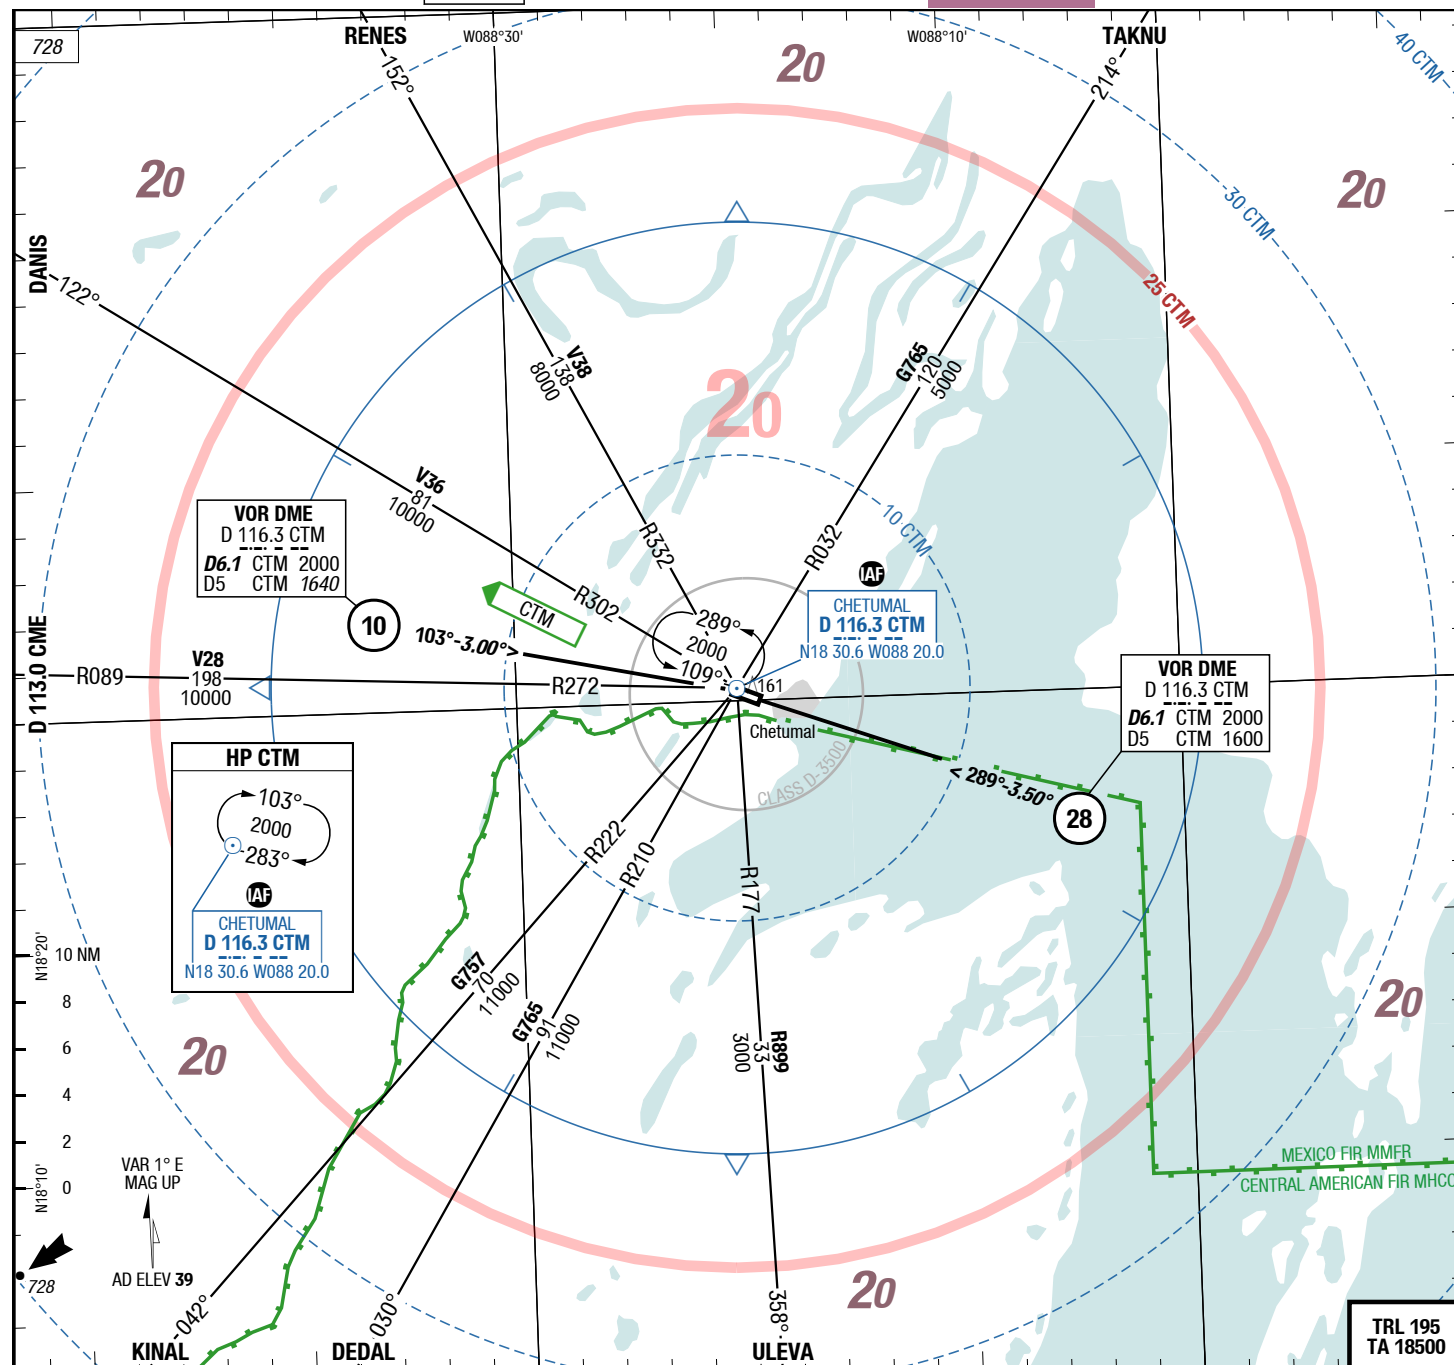 728
RENES
W088°30'
W088°10'
TAKNU
40 CTM
152°
214°
20
20
20
30 CTM
DANIS
122°
25 CTM
V38
138
8000
G765
120
5000
20
V36
81
10000
10 CTM
VOR DME
D 116.3 CTM
D6.1 CTM 2000
D5 CTM 1640
10
R332
R032
IAF
CHETUMAL
D 116.3 CTM
N18 30.6 W088 20.0
CTM
R302
103°-3.00°>
289°
2000
109°
161
D 113.0 CME
R089
V28
198
10000
R272
VOR DME
D 116.3 CTM
D6.1 CTM 2000
D5 CTM 1600
Chetumal
CLASS D-3500
< 289°-3.50°
28
HP CTM
103°
2000
283°
IAF
CHETUMAL
D 116.3 CTM
N18 30.6 W088 20.0
R222
R210
R177
N18°20'
10 NM
8
6
4
2
0
N18°10'
G757
70
11000
G765
91
11000
R899
33
3000
20
20
20
MEXICO FIR MMFR
CENTRAL AMERICAN FIR MHCC
VAR 1° E
MAG UP
AD ELEV 39
728
042°
030°
358°
KINAL
DEDAL
ULEVA
TRL 195
TA 18500